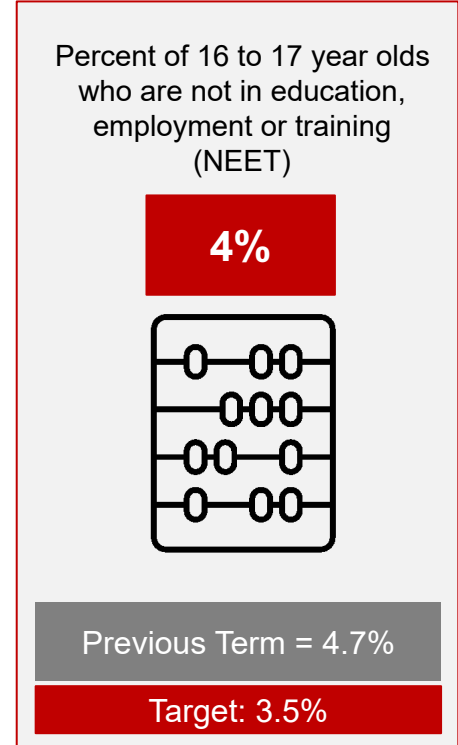 Percent of 16 to 17 year olds
who are not in education,
employment or training
(NEET)
4%
Previous Term = 4.7%
Target: 3.5%